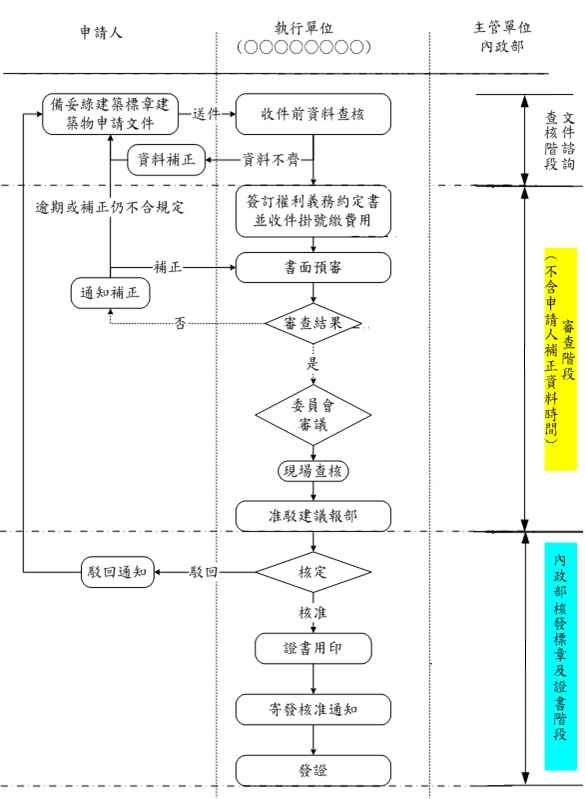 申請人
執行單位
(○○○○○○○○)
主管單位
內政部
備妥綠建築標章建
築物申請文件
送件
收件前資料查核
資料補正
資料不齊
文件諮詢
查核階段
簽訂權利義務約定書
並收件掛號繳費用
逾期或補正仍不合規定
補正
書面預審
通知補正
否
審查結果
是
委員會
審議
現場查核
准駁建議報部
審查階段
(不含申請人補正資料時間)
駁回通知
駁回
核定
核准
證書用印
寄發核准通知
發證
內政部核發標章及證書階段